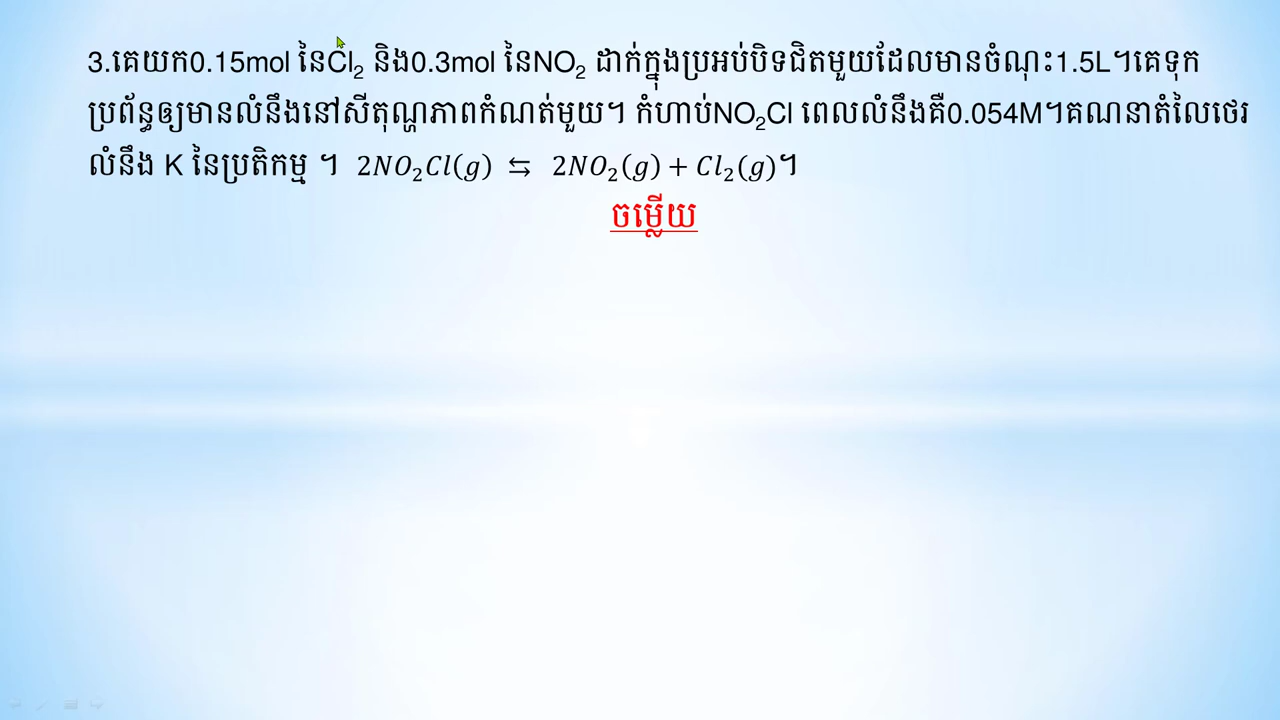 3.គេយក0.15mol នៃCl₂ និង0.3mol នៃNO₂ ដាក់ក្នុងប្រអប់បិទជិតមួយដែលមានចំណុះ1.5L។គេទុក
ប្រព័ន្ធឲ្យមានលំនឹងនៅសីតុណ្ហភាពកំណត់មួយ។ កំហាប់NO₂Cl ពេលលំនឹងគឺ0.054M។គណនាតំលៃថេរ
លំនឹង K នៃប្រតិកម្ម ។ 2NO₂Cl(g) ⇆ 2NO₂(g) + Cl₂(g)។
ចម្លើយ